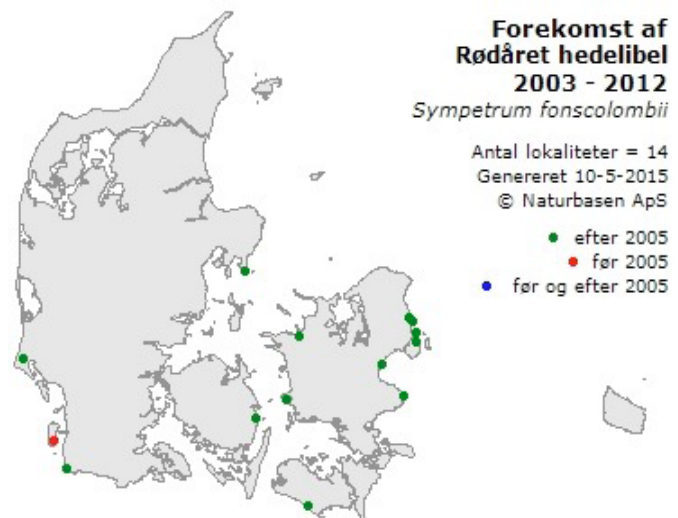 Forekomst af
Rødåret hedelibel
2003 - 2012
Sympetrum fonscolombii
Antal lokaliteter = 14
Genereret 10-5-2015
© Naturbasen ApS
efter 2005
før 2005
før og efter 2005